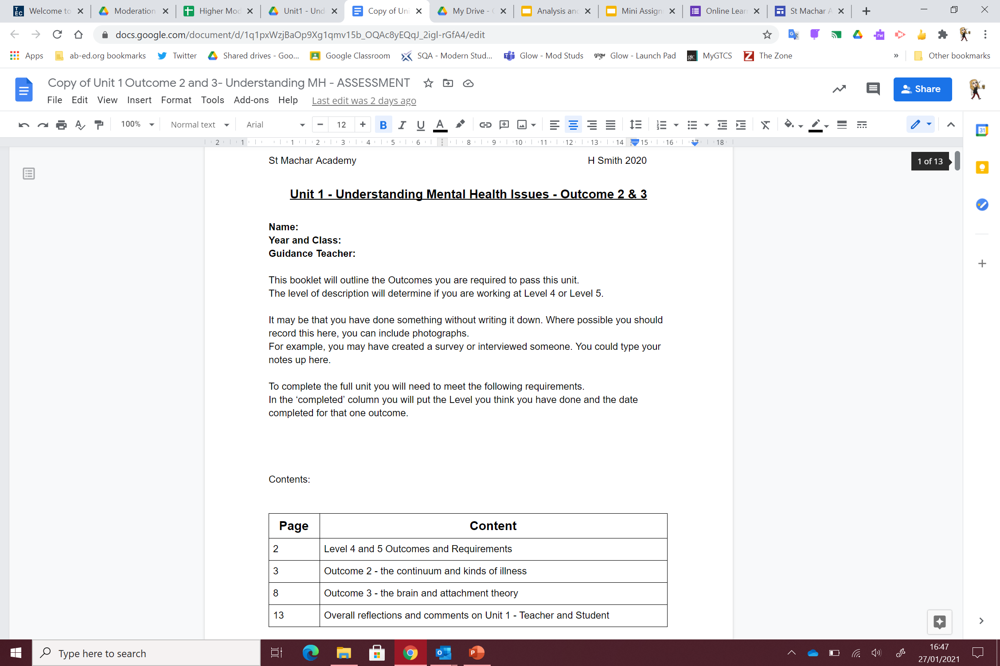 Welcome to
Moderation
Higher Mod
Unit1 - Und
Copy of Uni
My Drive -
Analysis and
Mini Assign
Online Lear
St Machar A
docs.google.com/document/d/1q1pxWzjBaOp9Xg1qmv15b_OQAc8yEQqJ_2igl-rGfA4/edit
Apps ab-ed.org bookmarks Twitter Shared drives - Goo... Google Classroom SQA - Modern Stud... Glow - Mod Studs glow Glow - Launch Pad MyGTCS The Zone » Other bookmarks
Copy of Unit 1 Outcome 2 and 3- Understanding MH - ASSESSMENT
Share
File Edit View Insert Format Tools Add-ons Help Last edit was 2 days ago
100% Normal text Arial - 12 + B I U A
2 1 1 2 3 4 5 6 8 9 10 11 12 13 14 15 16 17 18
St Machar Academy H Smith 2020
1 of 13
Unit 1 - Understanding Mental Health Issues - Outcome 2 & 3
Name:
Year and Class:
Guidance Teacher:
This booklet will outline the Outcomes you are required to pass this unit.
The level of description will determine if you are working at Level 4 or Level 5.
It may be that you have done something without writing it down. Where possible you should
record this here, you can include photographs.
For example, you may have created a survey or interviewed someone. You could type your
notes up here.
To complete the full unit you will need to meet the following requirements.
In the ‘completed’ column you will put the Level you think you have done and the date
completed for that one outcome.
Contents:
Page Content
2 Level 4 and 5 Outcomes and Requirements
3 Outcome 2 - the continuum and kinds of illness
8 Outcome 3 - the brain and attachment theory
13 Overall reflections and comments on Unit 1 - Teacher and Student
Type here to search
16:47
27/01/2021